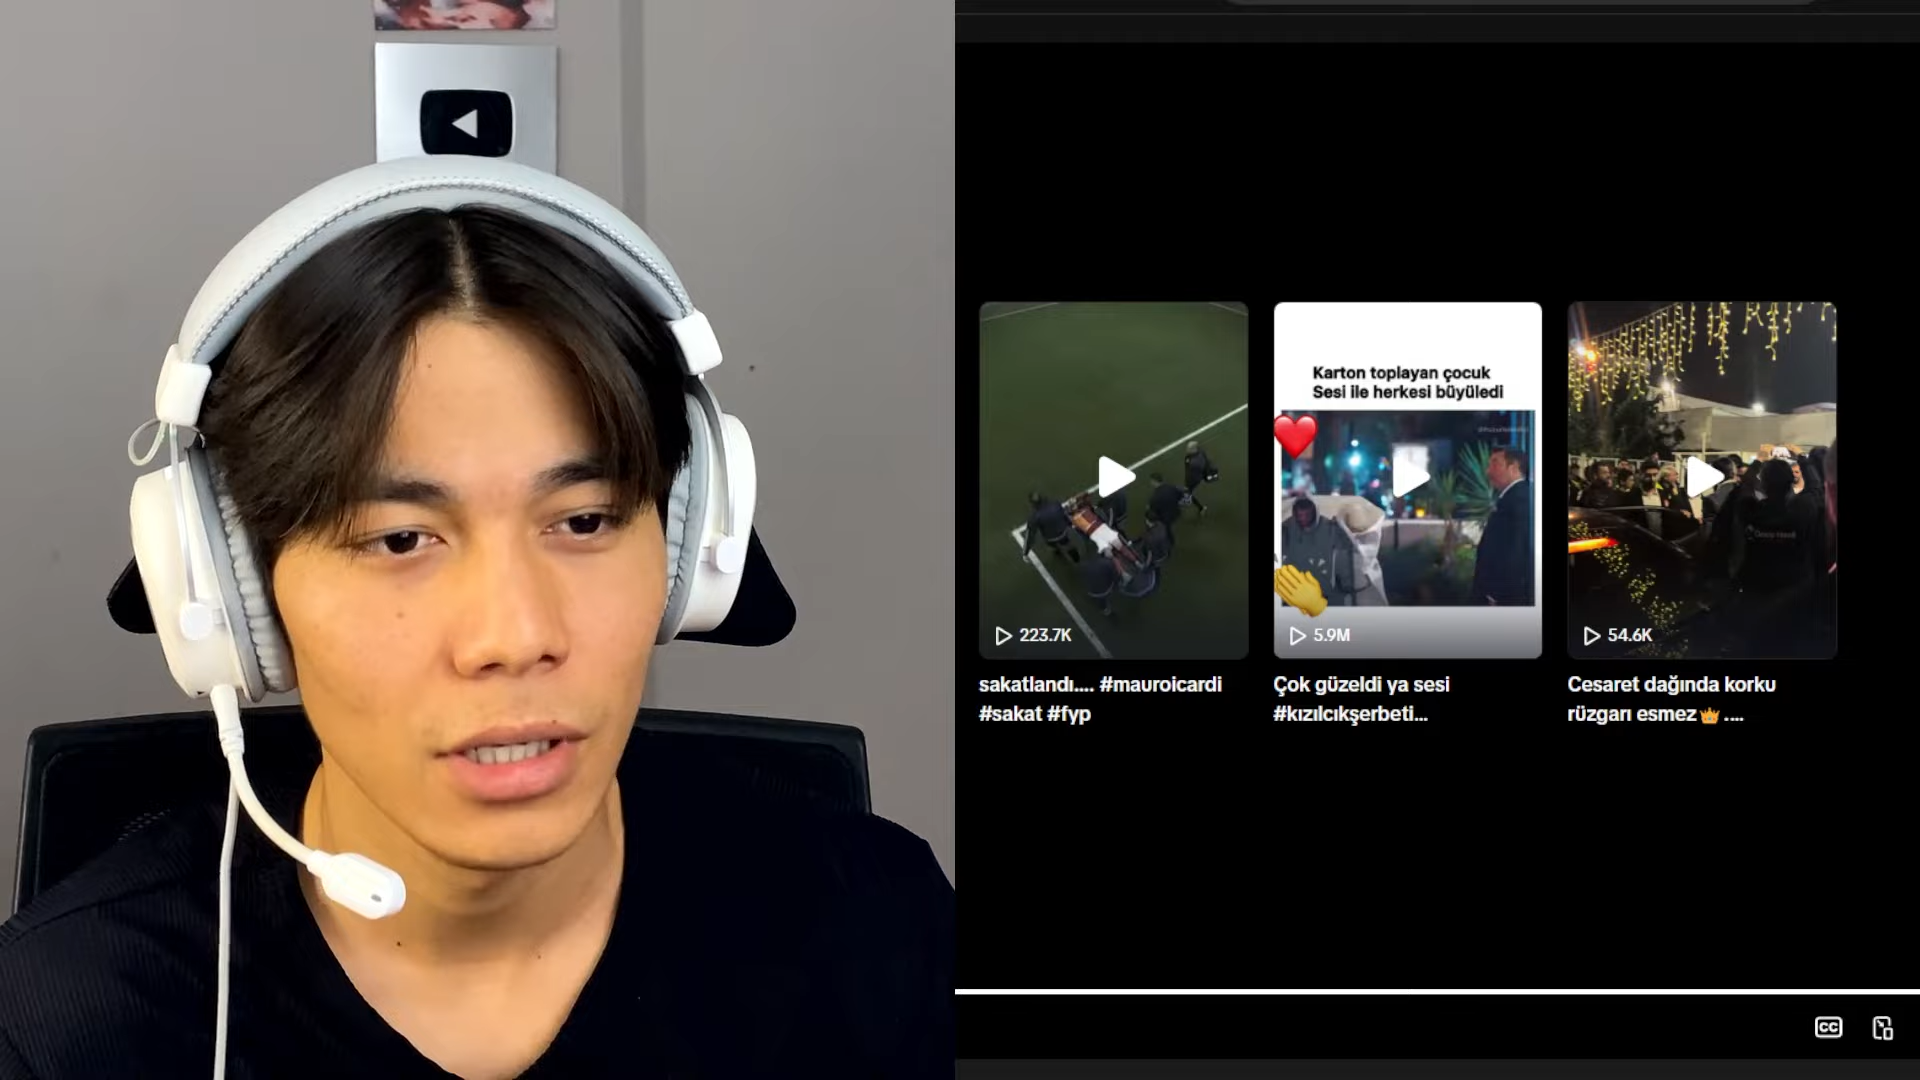 Karton toplayan çocuk
Sesi ile herkesi büyüledi
223.7K
5.9M
54.6K
sakatlandı.... #mauroicardi
#sakat #fyp
Çok güzeldi ya sesi
#kızılcıkşerbeti...
Cesaret dağında korku
rüzgarı esmez👑 ....
CC